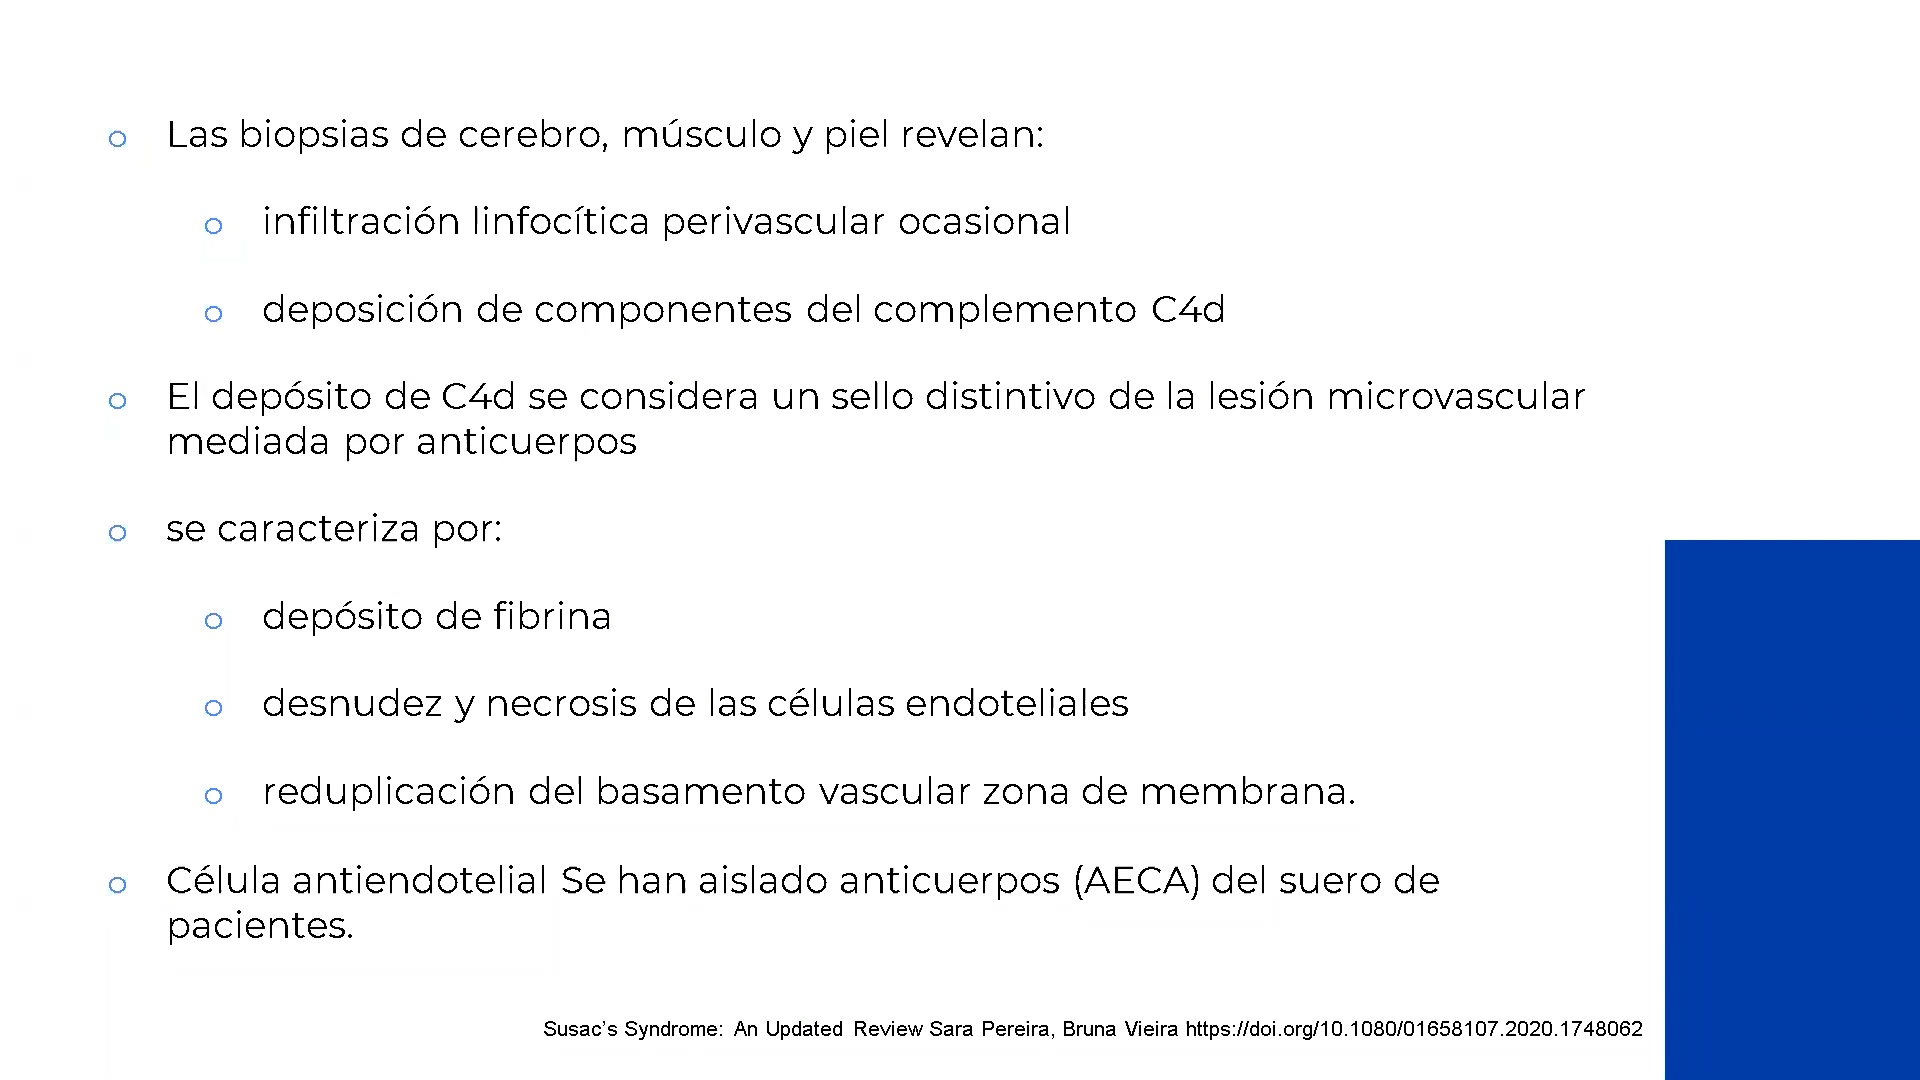 Las biopsias de cerebro, músculo y piel revelan:
infiltración linfocítica perivascular ocasional
deposición de componentes del complemento C4d
El depósito de C4d se considera un sello distintivo de la lesión microvascular
mediada por anticuerpos
se caracteriza por:
depósito de fibrina
desnudez y necrosis de las células endoteliales
reduplicación del basamento vascular zona de membrana.
Célula antiendotelial Se han aislado anticuerpos (AECA) del suero de
pacientes.
Susac's Syndrome: An Updated Review Sara Pereira, Bruna Vieira https://doi.org/10.1080/01658107.2020.1748062